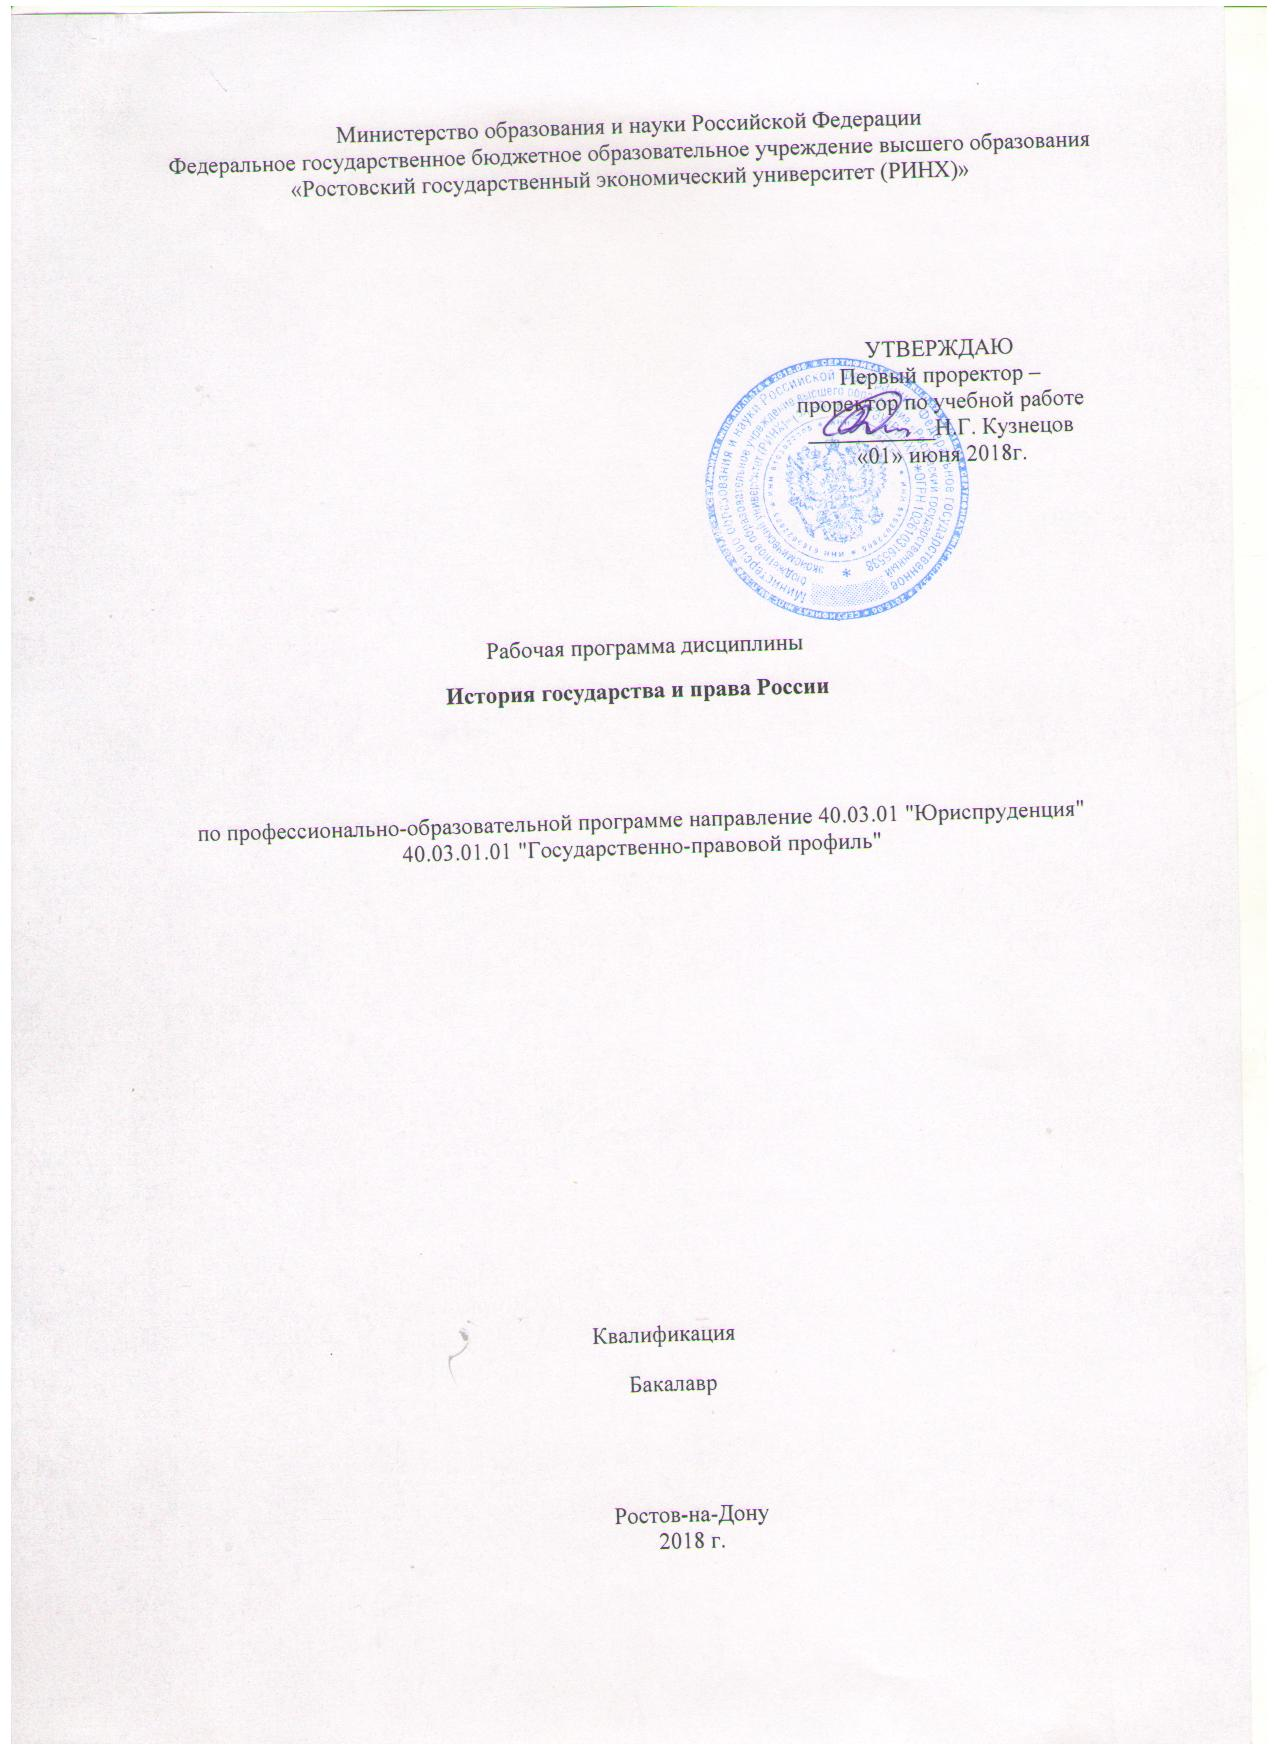 Министерство образования и науки Российской Федерации
Федеральное государственное бюджетное образовательное учреждение высшего образования
«Ростовский государственный экономический университет (РИНХ)»
УТВЕРЖДАЮ
Первый проректор –
проректор по учебной работе
Н.Г. Кузнецов
«01» июня 2018г.
Рабочая программа дисциплины
История государства и права России
по профессионально-образовательной программе направление 40.03.01 "Юриспруденция"
40.03.01.01 "Государственно-правовой профиль"
Квалификация
Бакалавр
Ростов-на-Дону
2018 г.